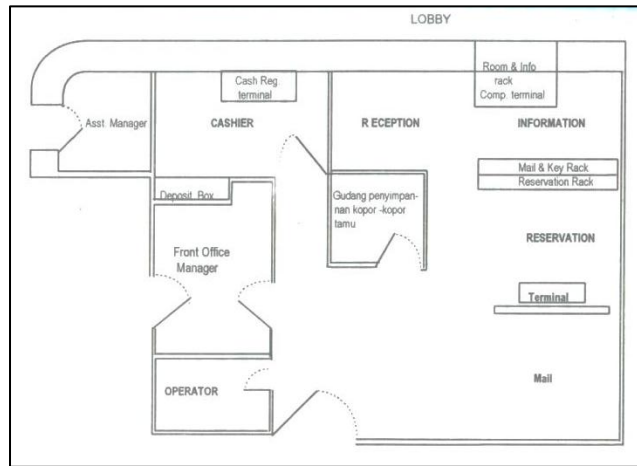 LOBBY
Room & Info
rack
Comp. terminal
Cash Reg.
terminal
Asst. Manager
CASHIER
R ECEPTION
INFORMATION
Mail & Key Rack
Reservation Rack
Deposit. Box
Gudang penyimpan-
nan kopor -kopor
tamu
RESERVATION
Front Office
Manager
Terminal
Mail
OPERATOR